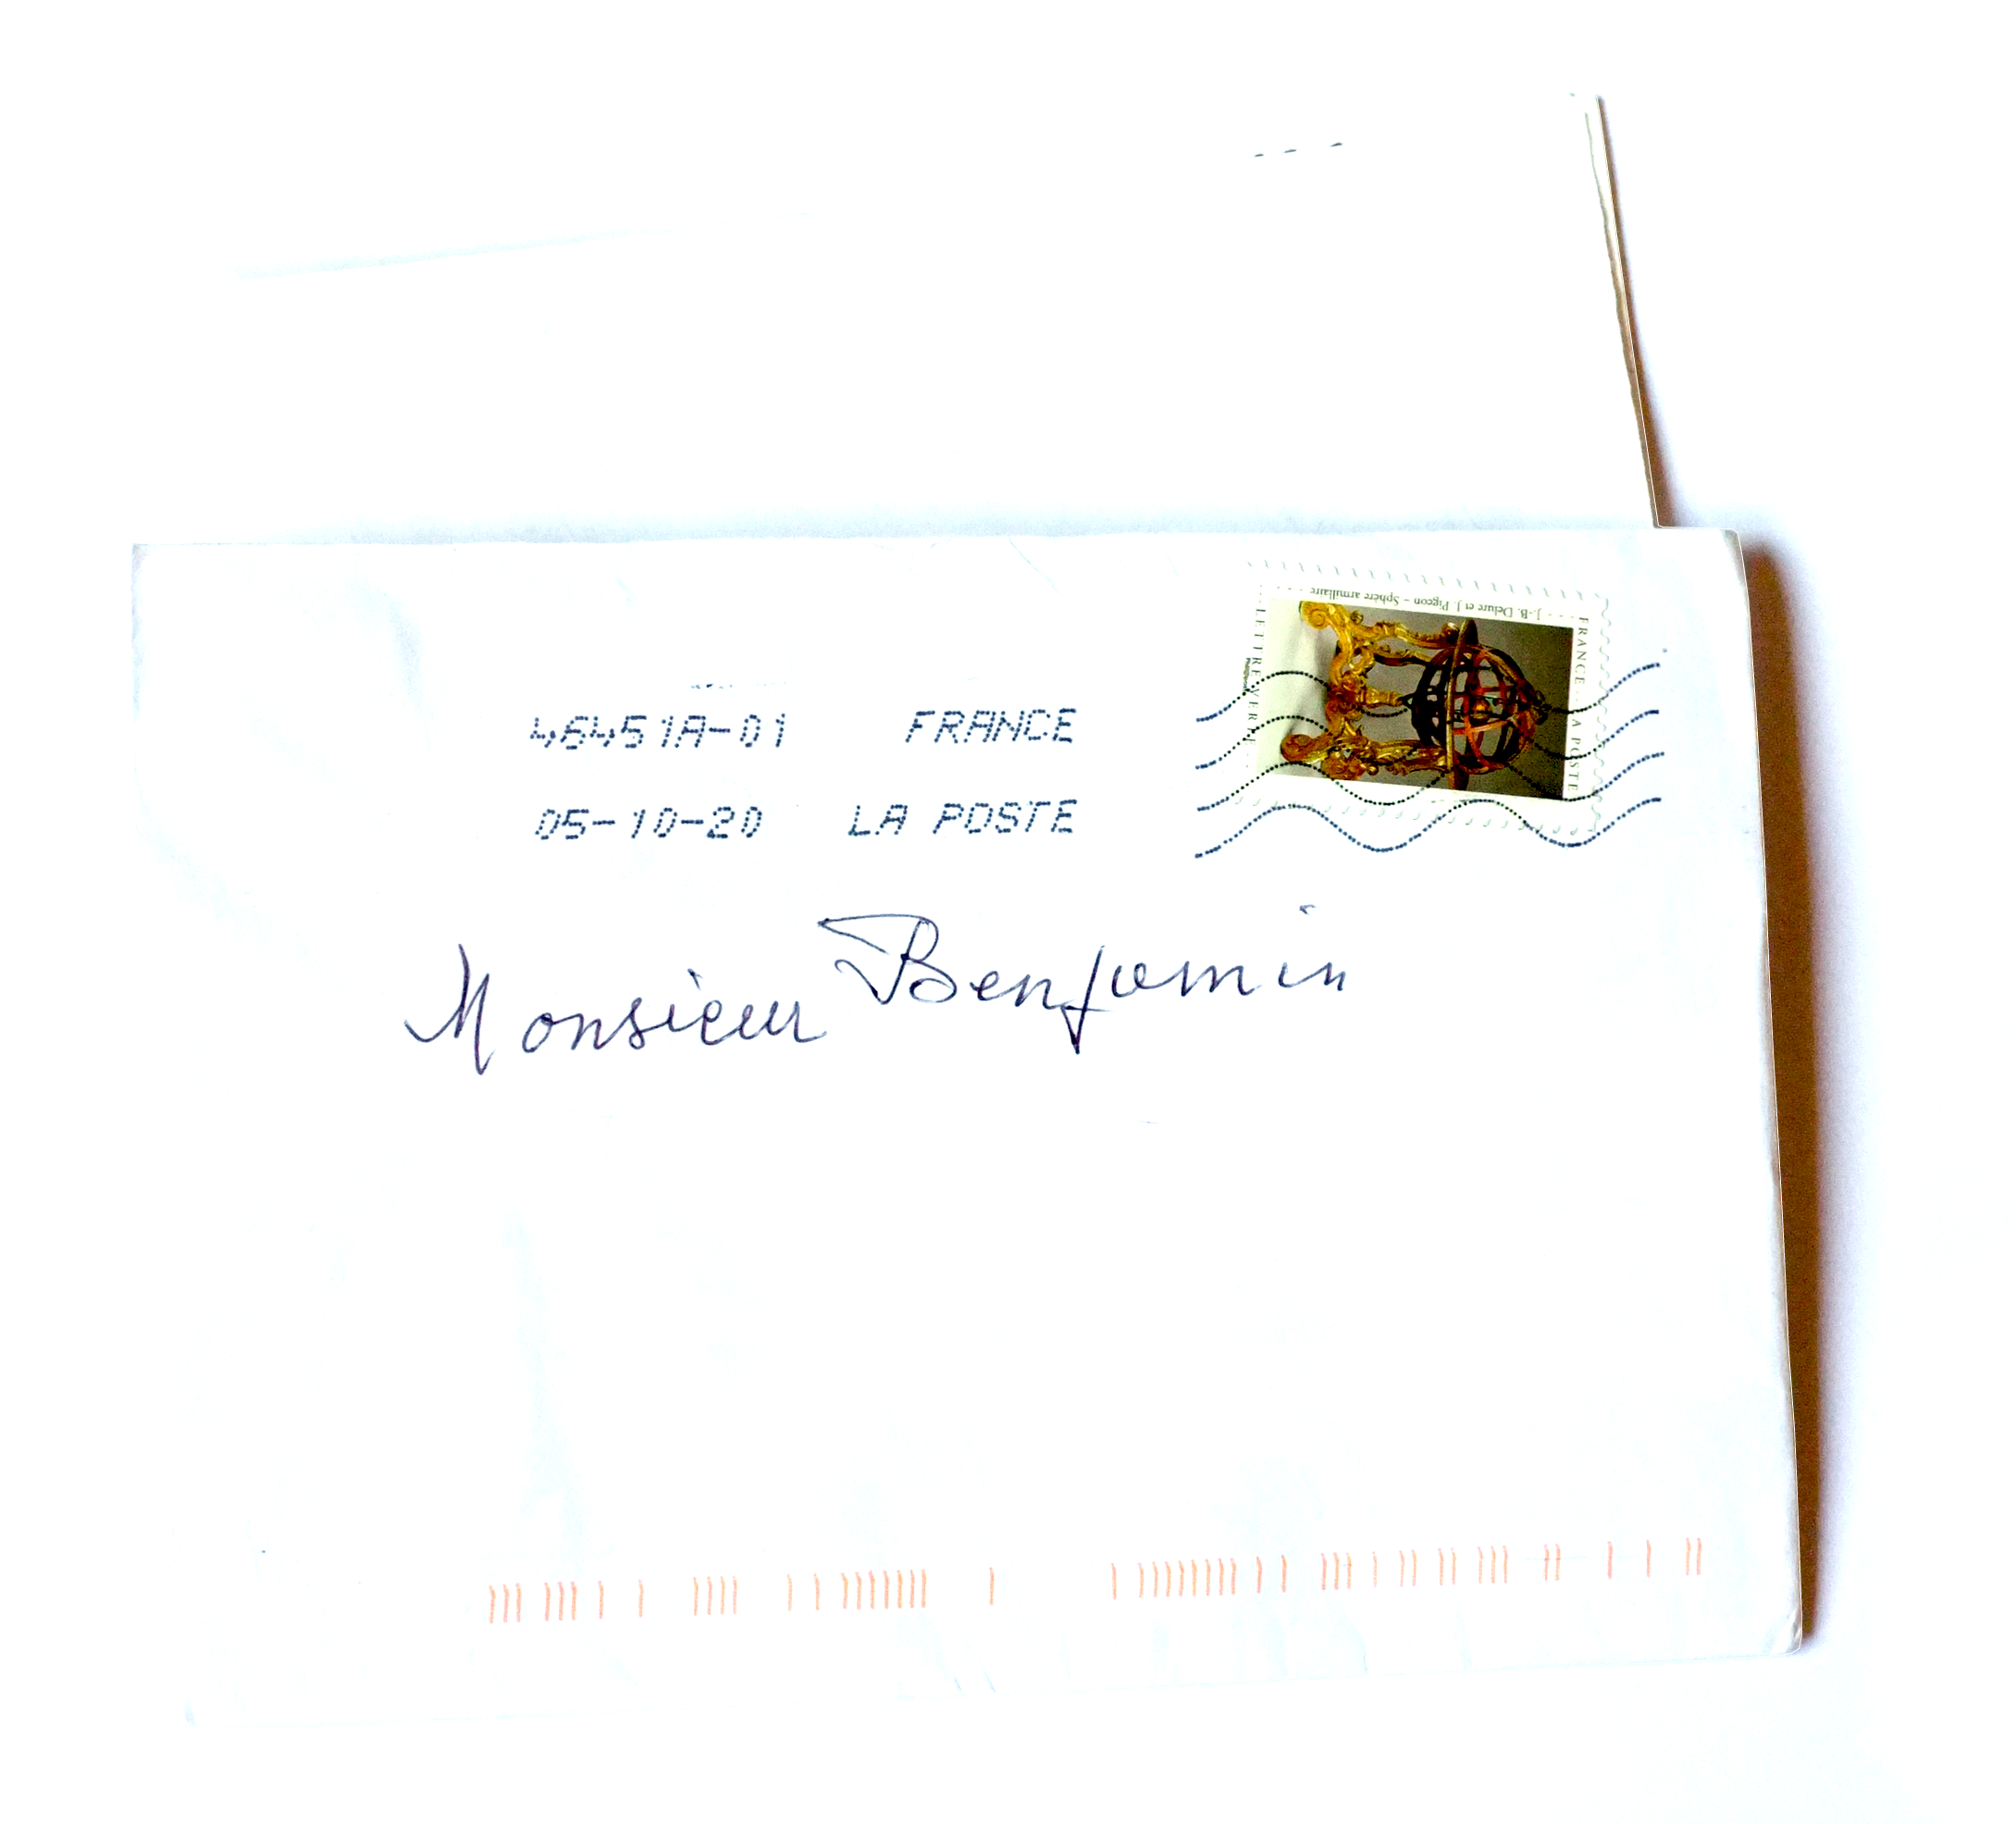 J.-B. Delure et J. Pigeon – Sphère armillaire
FRANCE LA POSTE
LETTRE VERTE
46451A-01 FRANCE
05-10-20 LA POSTE
Monsieur Benjamin